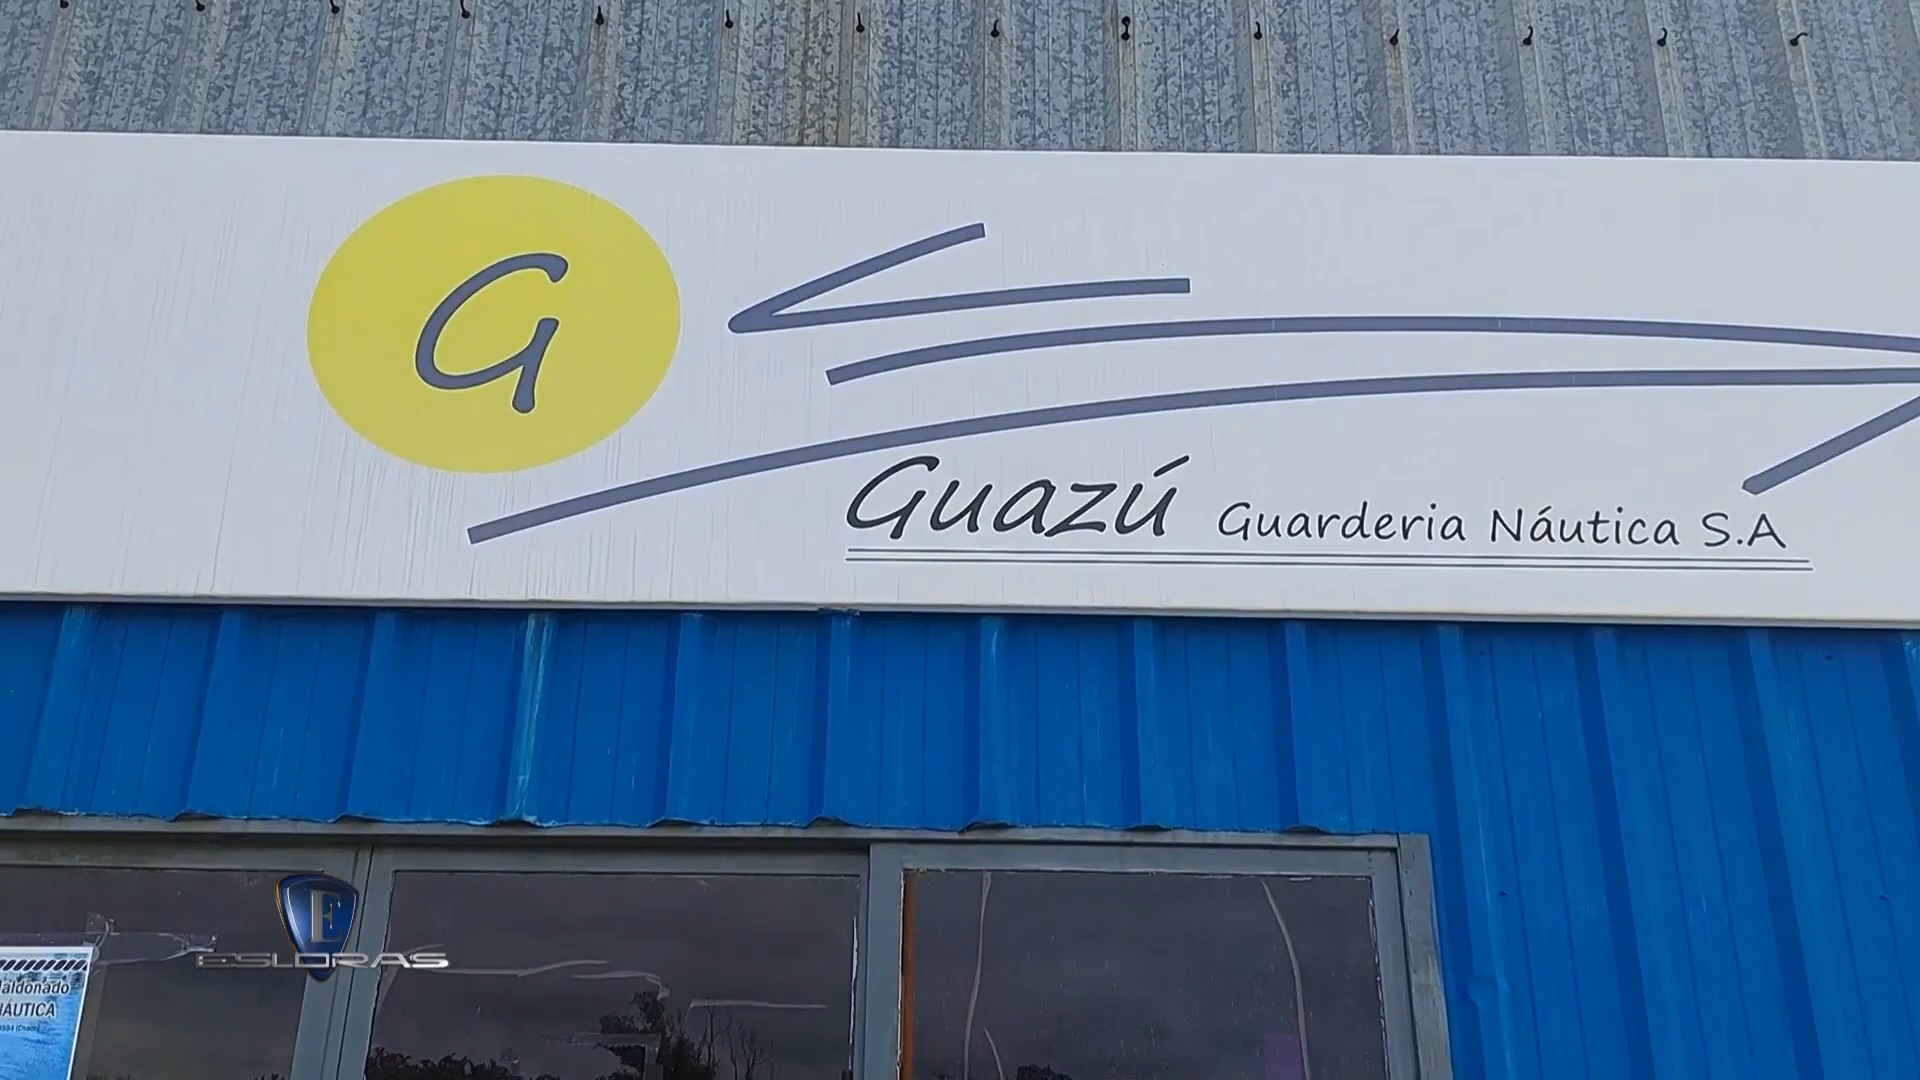 G
Guazú Guarderia Náutica S.A
E
ESLORAS
NÁUTICA